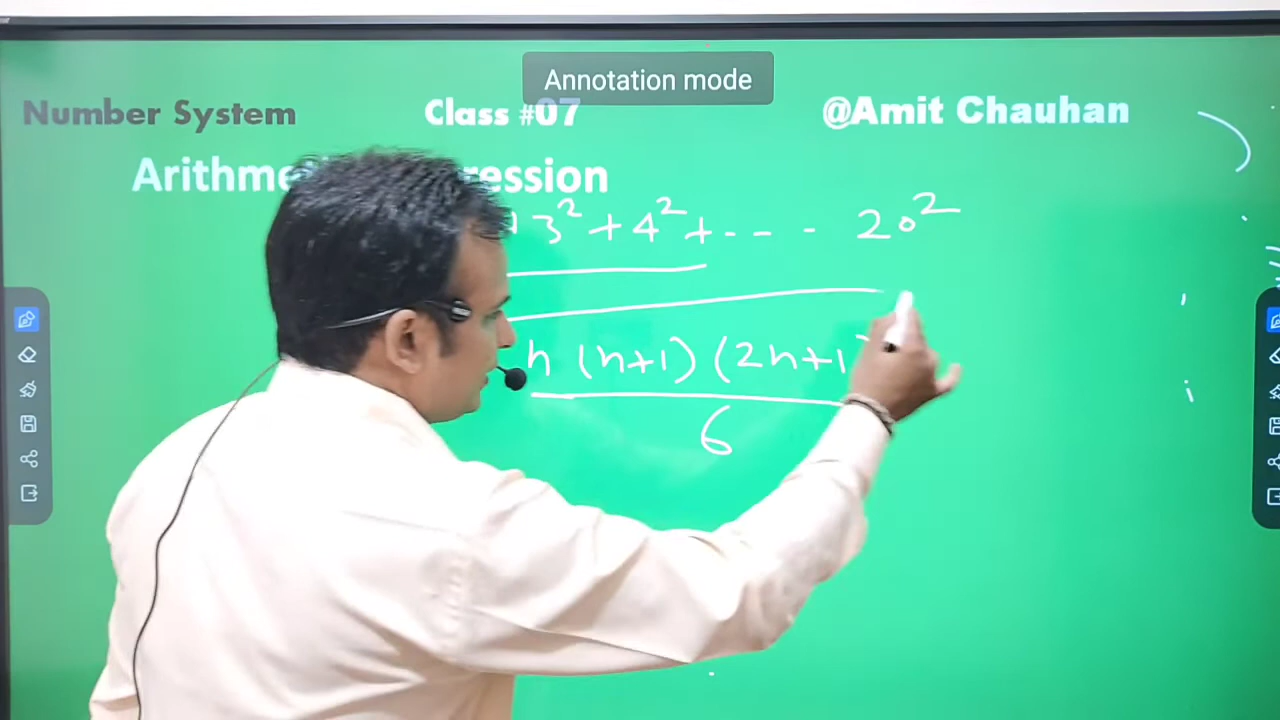 Annotation mode
Number System Class #07 @Amit Chauhan
Arithme ression
3² + 4² + - - - 20²
n (n+1) (2n+1)
6